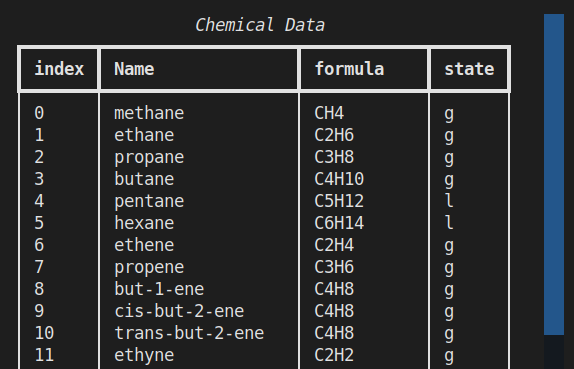 Chemical Data
index Name formula state
0 methane CH4 g
1 ethane C2H6 g
2 propane C3H8 g
3 butane C4H10 g
4 pentane C5H12 l
5 hexane C6H14 l
6 ethene C2H4 g
7 propene C3H6 g
8 but-1-ene C4H8 g
9 cis-but-2-ene C4H8 g
10 trans-but-2-ene C4H8 g
11 ethyne C2H2 g